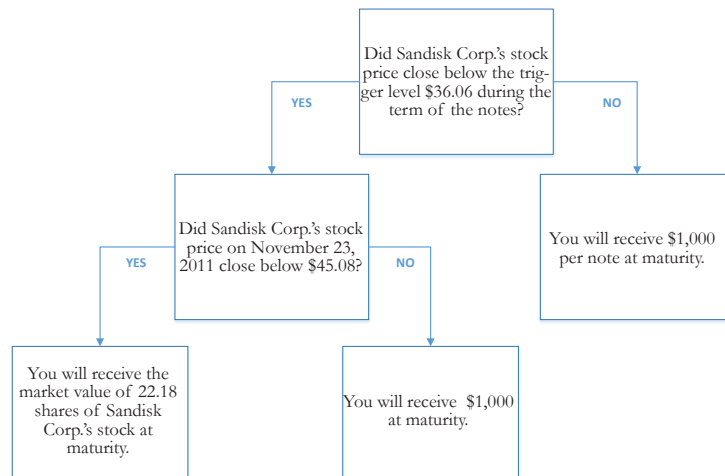 Did Sandisk Corp.'s stock
price close below the trig-
ger level $36.06 during the
term of the notes?
YES
NO
Did Sandisk Corp.'s stock
price on November 23,
2011 close below $45.08?
You will receive $1,000
per note at maturity.
YES
NO
You will receive the
market value of 22.18
shares of Sandisk
Corp.'s stock at
maturity.
You will receive $1,000
at maturity.